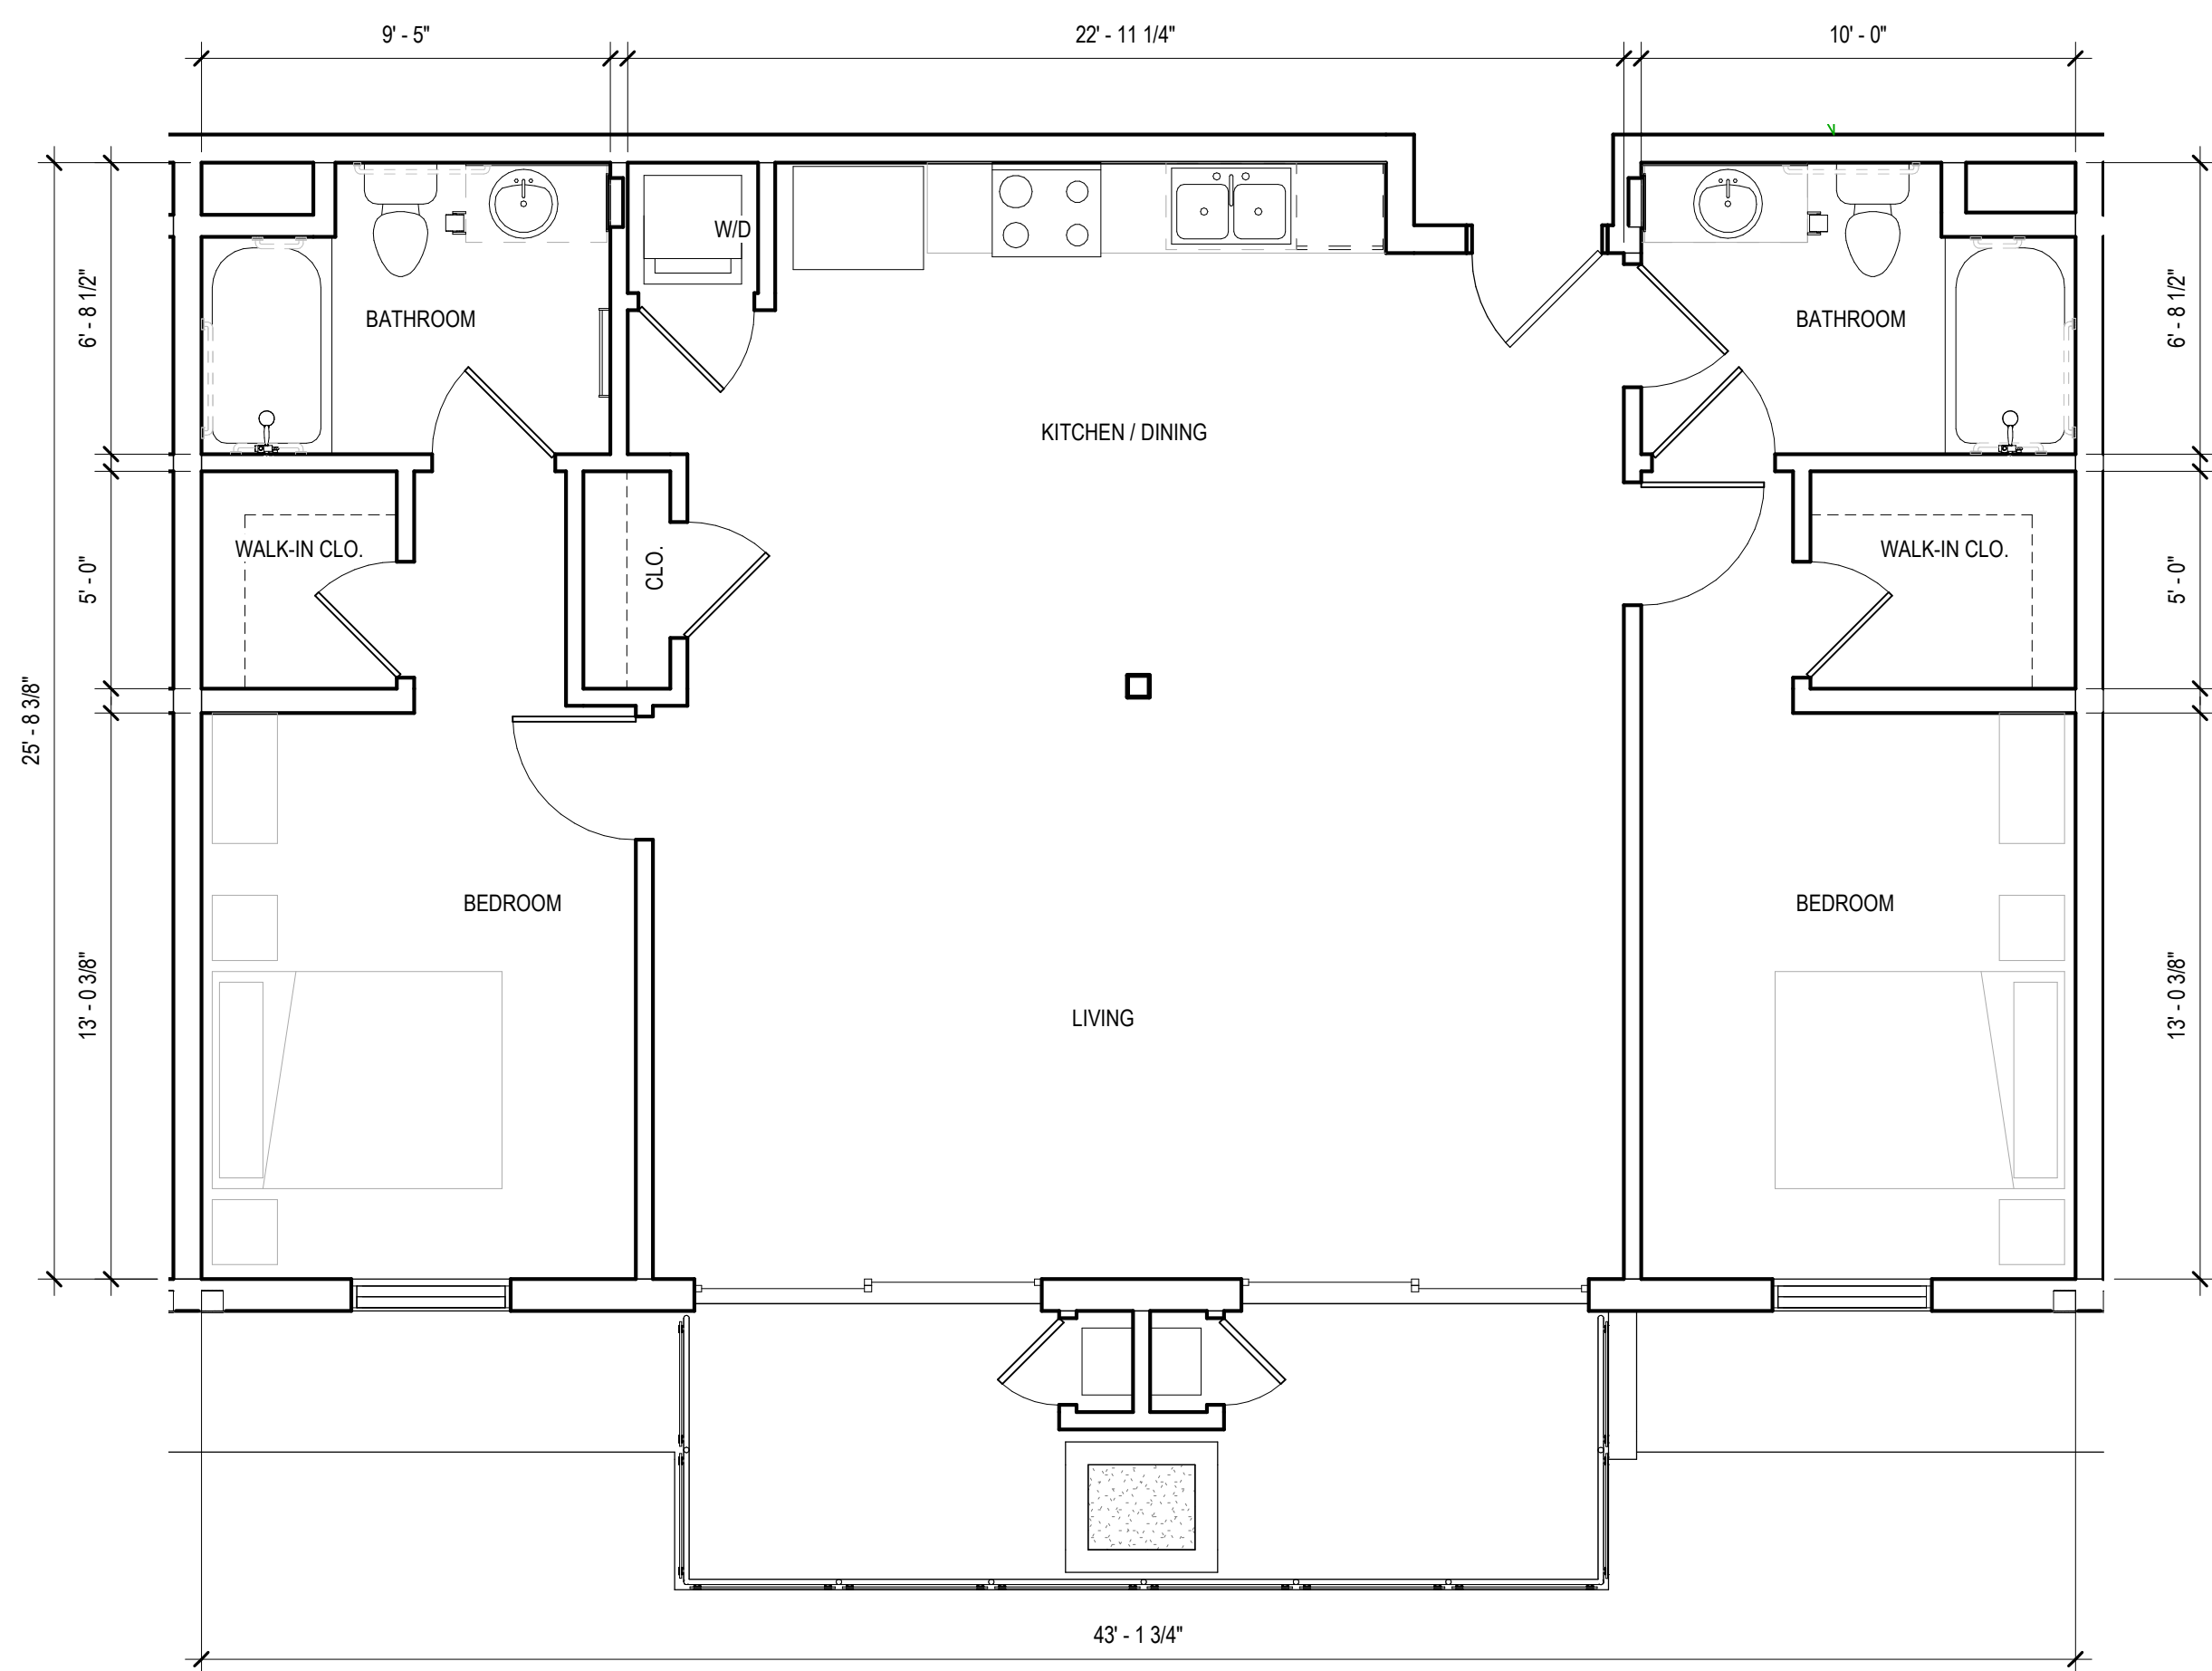 9' - 5"
22' - 11 1/4"
10' - 0"
W/D
BATHROOM
BATHROOM
6' - 8 1/2"
6' - 8 1/2"
KITCHEN / DINING
WALK-IN CLO.
CLO.
WALK-IN CLO.
5' - 0"
5' - 0"
25' - 8 3/8"
BEDROOM
BEDROOM
13' - 0 3/8"
13' - 0 3/8"
LIVING
43' - 1 3/4"